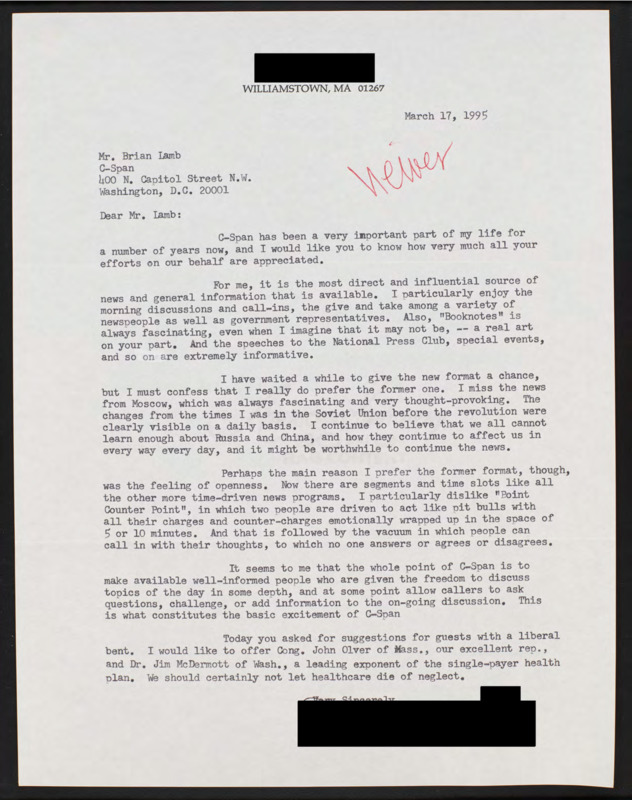 WILLIAMSTOWN, MA 01267
March 17, 1995
Mr. Brian Lamb
C-Span
400 N. Capitol Street N.W.
Washington, D.C. 20001
Dear Mr. Lamb:
C-Span has been a very important part of my life for
a number of years now, and I would like you to know how very much all your
efforts on our behalf are appreciated.
For me, it is the most direct and influential source of
news and general information that is available. I particularly enjoy the
morning discussions and call-ins, the give and take among a variety of
newspeople as well as government representatives. Also, "Booknotes" is
always fascinating, even when I imagine that it may not be, -- a real art
on your part. And the speeches to the National Press Club, special events,
and so on are extremely informative.
I have waited a while to give the new format a chance,
but I must confess that I really do prefer the former one. I miss the news
from Moscow, which was always fascinating and very thought-provoking. The
changes from the times I was in the Soviet Union before the revolution were
clearly visible on a daily basis. I continue to believe that we all cannot
learn enough about Russia and China, and how they continue to affect us in
every way every day, and it might be worthwhile to continue the news.
Perhaps the main reason I prefer the former format, though,
was the feeling of openness. Now there are segments and time slots like all
the other more time-driven news programs. I particularly dislike "Point
Counter Point", in which two people are driven to act like pit bulls with
all their charges and counter-charges emotionally wrapped up in the space of
5 or 10 minutes. And that is followed by the vacuum in which people can
call in with their thoughts, to which no one answers or agrees or disagrees.
It seems to me that the whole point of C-Span is to
make available well-informed people who are given the freedom to discuss
topics of the day in some depth, and at some point allow callers to ask
questions, challenge, or add information to the on-going discussion. This
is what constitutes the basic excitement of C-Span
Today you asked for suggestions for guests with a liberal
bent. I would like to offer Cong. John Olver of Mass., our excellent rep.,
and Dr. Jim McDermott of Wash., a leading exponent of the single-payer health
plan. We should certainly not let healthcare die of neglect.
Very Sincerely